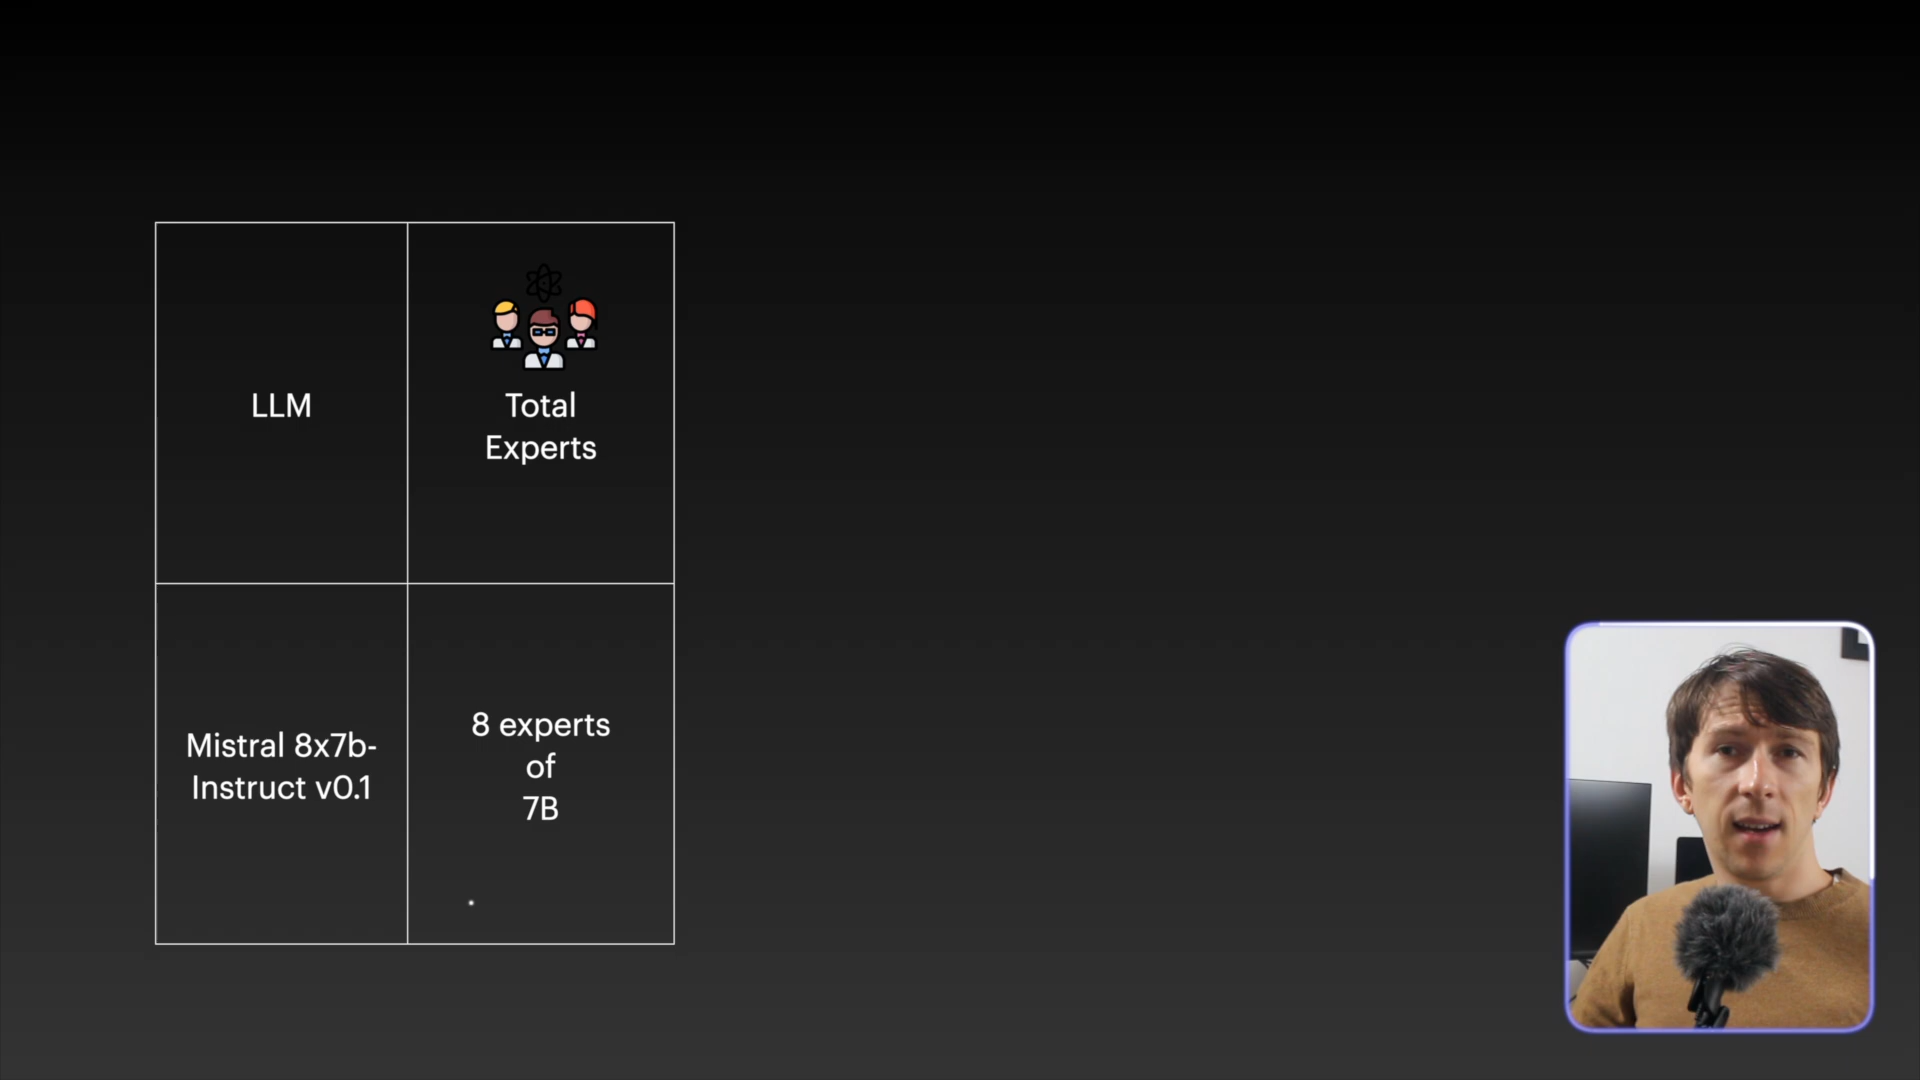 LLM
Total
Experts
Mistral 8x7b-
Instruct v0.1
8 experts
of
7B